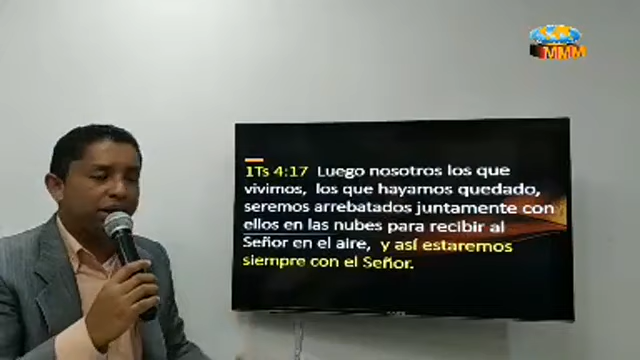 MMM
1Ts 4:17 Luego nosotros los que
vivimos, los que hayamos quedado,
seremos arrebatados juntamente con
ellos en las nubes para recibir al
Señor en el aire, y así estaremos
siempre con el Señor.